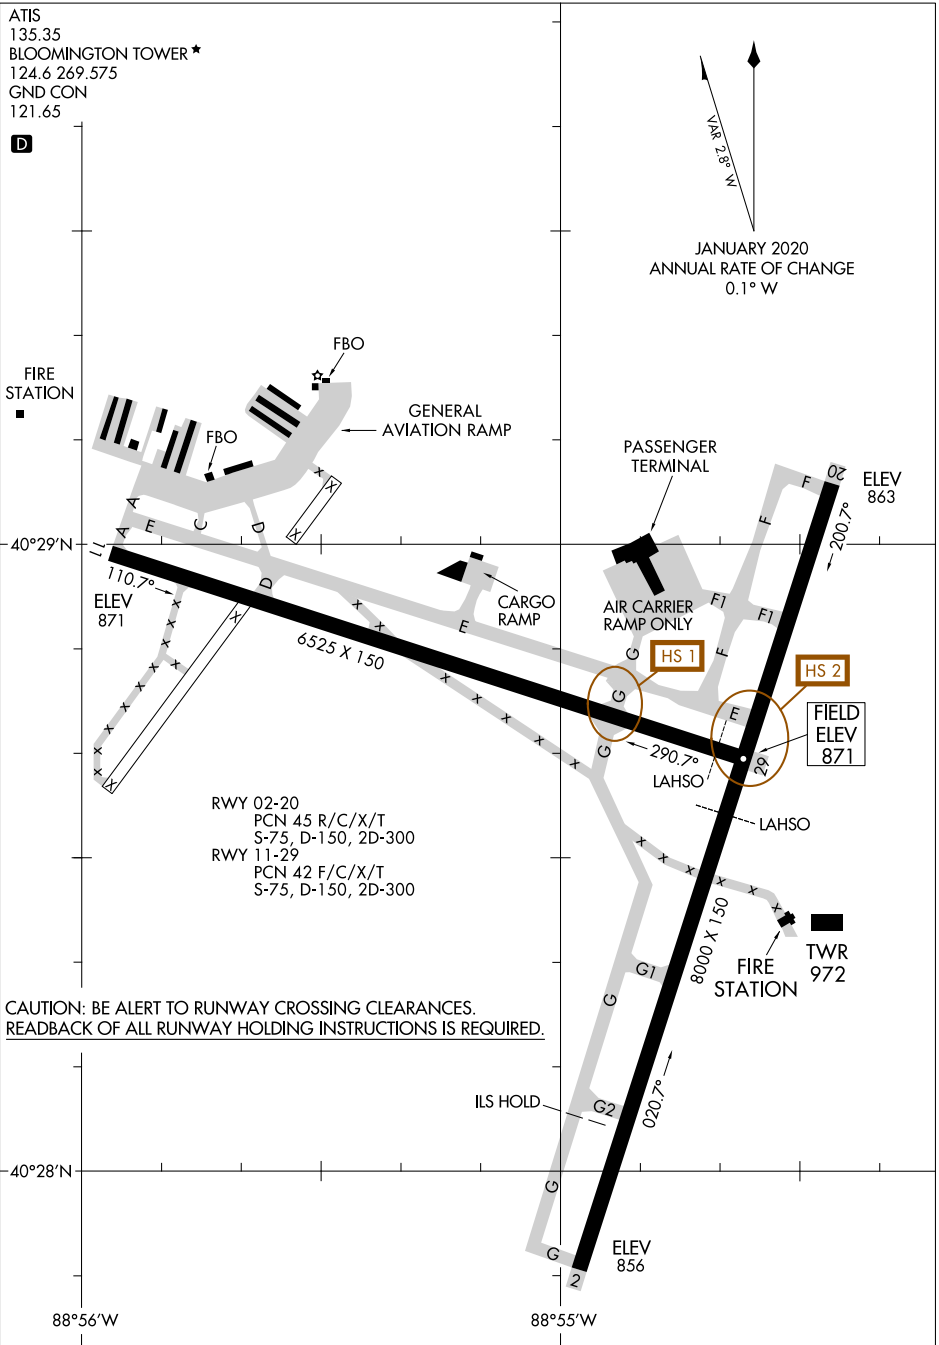 ATIS
135.35
BLOOMINGTON TOWER
124.6 269.575
GND CON
121.65
D
VAR 2.8° W
JANUARY 2020
ANNUAL RATE OF CHANGE
0.1° W
FBO
FIRE
STATION
GENERAL
AVIATION RAMP
FBO
PASSENGER
TERMINAL
20
ELEV
863
F
F
200.7°
A
A
E
C
D
X
X
X
40°29'N
11
110.7°
ELEV
871
D
X
X
CARGO
RAMP
E
AIR CARRIER
RAMP ONLY
F1
F1
F
6525 X 150
G
HS 1
HS 2
G
E
FIELD
ELEV
871
G
290.7°
LAHSO
29
LAHSO
X
RWY 02-20
PCN 45 R/C/X/T
S-75, D-150, 2D-300
RWY 11-29
PCN 42 F/C/X/T
S-75, D-150, 2D-300
8000 X 150
FIRE
STATION
TWR
972
G1
G
CAUTION: BE ALERT TO RUNWAY CROSSING CLEARANCES.
READBACK OF ALL RUNWAY HOLDING INSTRUCTIONS IS REQUIRED.
020.7°
ILS HOLD
G2
40°28'N
G
G
2
ELEV
856
88°56'W
88°55'W